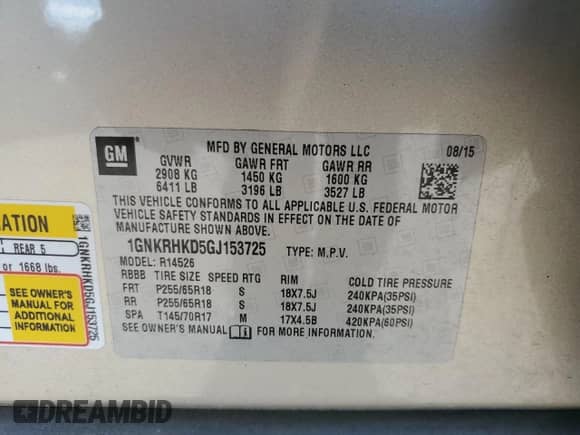 GM
MFD BY GENERAL MOTORS LLC 08/15
GVWR GAWR FRT GAWR RR
2908 KG 1450 KG 1600 KG
6411 LB 3196 LB 3527 LB
THIS VEHICLE CONFORMS TO ALL APPLICABLE U.S. FEDERAL MOTOR
VEHICLE SAFETY STANDARDS IN EFFECT ON THE DATE OF
MANUFACTURE SHOWN ABOVE.
1GNKRHKD5GJ153725 TYPE: M.P.V.
MODEL: R14526
RBBB TIRE SIZE SPEED RTG RIM COLD TIRE PRESSURE
FRT P255/65R18 S 18X7.5J 240KPA(35PSI)
RR P255/65R18 S 18X7.5J 240KPA(35PSI)
SPA T145/70R17 M 17X4.5B 420KPA(60PSI)
SEE OWNER'S MANUAL FOR MORE INFORMATION
ATION
REAR 5
or 1668 lbs.
SEE OWNER'S
MANUAL FOR
ADDITIONAL
INFORMATION
1GNKRHKD5GJ153725
DREAMBID